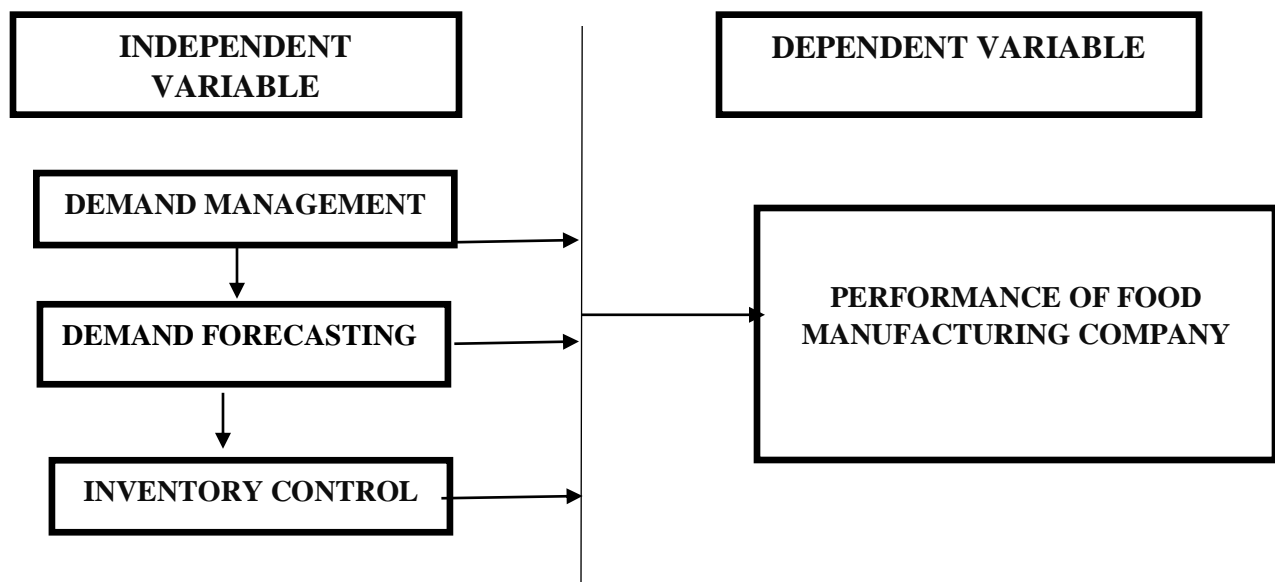 INDEPENDENT
VARIABLE
DEPENDENT VARIABLE
DEMAND MANAGEMENT
DEMAND FORECASTING
INVENTORY CONTROL
PERFORMANCE OF FOOD
MANUFACTURING COMPANY